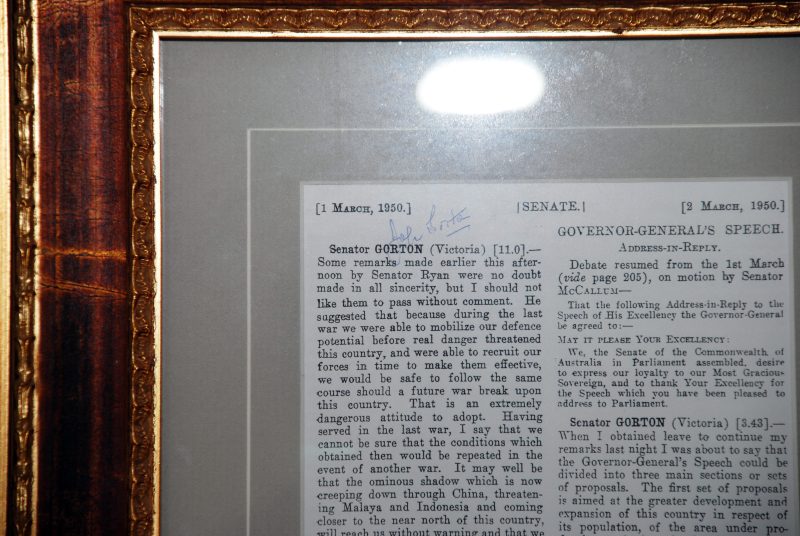 [1 MARCH, 1950.]
|SENATE.|
[2 MARCH, 1950.]
John Gorton
Senator GORTON (Victoria) [11.0].—
Some remarks made earlier this after-
noon by Senator Ryan were no doubt
made in all sincerity, but I should not
like them to pass without comment. He
suggested that because during the last
war we were able to mobilize our defence
potential before real danger threatened
this country, and were able to recruit our
forces in time to make them effective,
we would be safe to follow the same
course should a future war break upon
this country. That is an extremely
dangerous attitude to adopt. Having
served in the last war, I say that we
cannot be sure that the conditions which
obtained then would be repeated in the
event of another war. It may well be
that the ominous shadow which is now
creeping down through China, threaten-
ing Malaya and Indonesia and coming
closer to the near north of this country,
will reach us without warning and that we
GOVERNOR-GENERAL'S SPEECH.
ADDRESS-IN-REPLY.
Debate resumed from the 1st March
(vide page 205), on motion by Senator
McCALLUM—
That the following Address-in-Reply to the
Speech of His Excellency the Governor-General
be agreed to:—
MAY IT PLEASE YOUR EXCELLENCY:
We, the Senate of the Commonwealth of
Australia in Parliament assembled, desire
to express our loyalty to our Most Gracious
Sovereign, and to thank Your Excellency for
the Speech which you have been pleased to
address to Parliament.
Senator GORTON (Victoria) [3.43].—
When I obtained leave to continue my
remarks last night I was about to say that
the Governor-General's Speech could be
divided into three main sections or sets
of proposals. The first set of proposals
is aimed at the greater development and
expansion of this country in respect of
its population, of the area under pro-